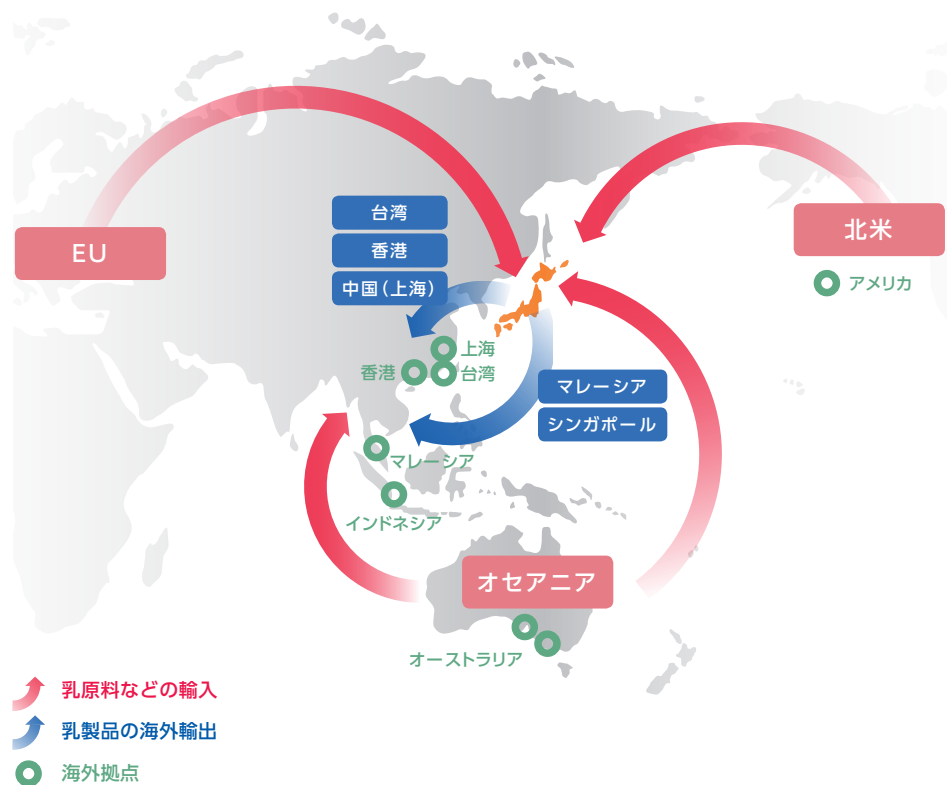 台湾
香港
中国（上海）
EU
北米
アメリカ
上海
香港
台湾
マレーシア
シンガポール
マレーシア
インドネシア
オセアニア
オーストラリア
乳原料などの輸入
乳製品の海外輸出
海外拠点